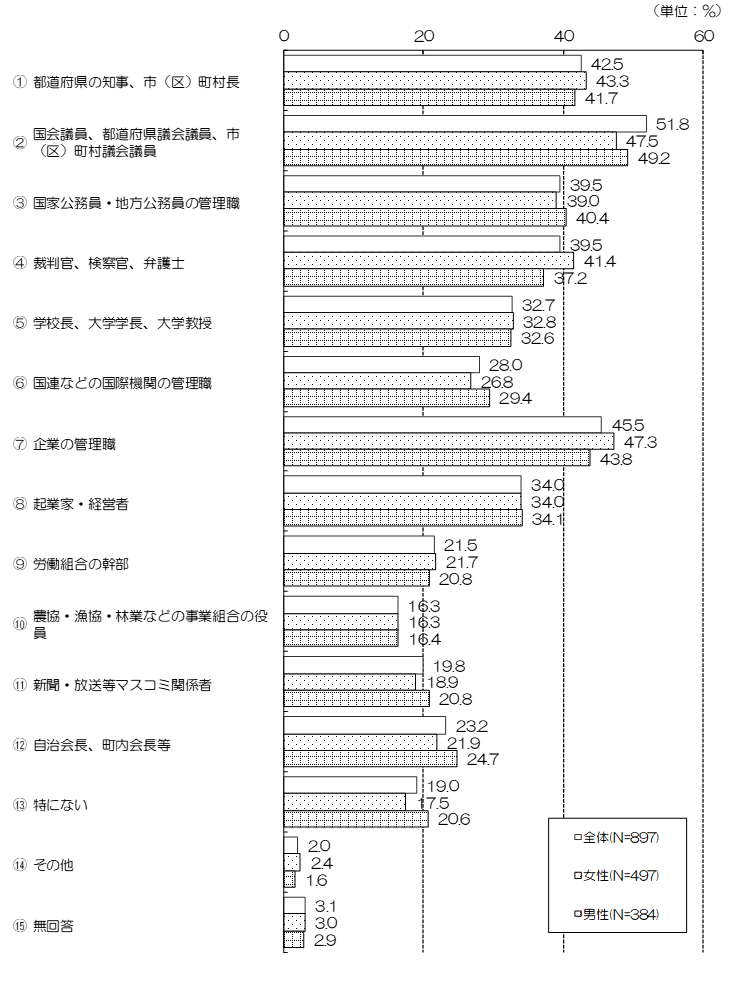 （単位：％）
0 20 40 60
① 都道府県の知事、市（区）町村長
42.5
43.3
41.7
② 国会議員、都道府県議会議員、市
（区）町村議会議員
51.8
47.5
49.2
③ 国家公務員・地方公務員の管理職
39.5
39.0
40.4
④ 裁判官、検察官、弁護士
39.5
41.4
37.2
⑤ 学校長、大学学長、大学教授
32.7
32.8
32.6
⑥ 国連などの国際機関の管理職
28.0
26.8
29.4
⑦ 企業の管理職
45.5
47.3
43.8
⑧ 起業家・経営者
34.0
34.0
34.1
⑨ 労働組合の幹部
21.5
21.7
20.8
⑩ 農協・漁協・林業などの事業組合の役
員
16.3
16.3
16.4
⑪ 新聞・放送等マスコミ関係者
19.8
18.9
20.8
⑫ 自治会長、町内会長等
23.2
21.9
24.7
⑬ 特にない
19.0
17.5
20.6
⑭ その他
2.0
2.4
1.6
⑮ 無回答
3.1
3.0
2.9
全体(N=897)
女性(N=497)
男性(N=384)